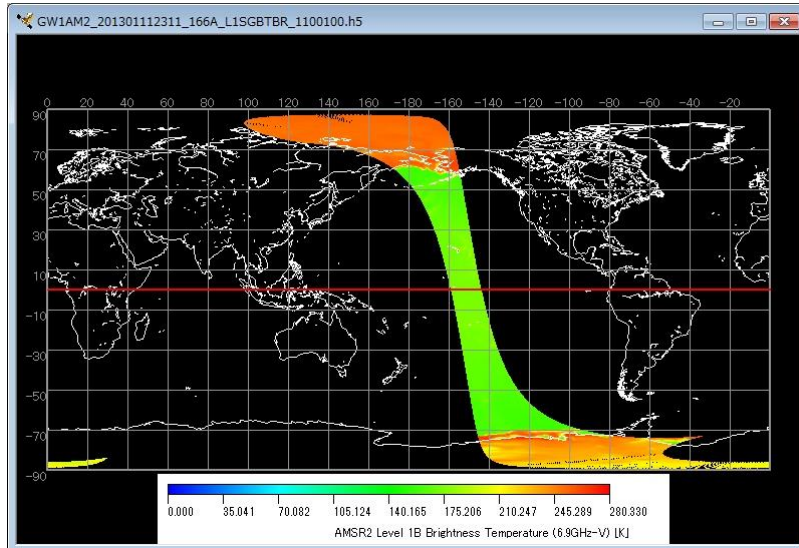 GW1AM2_201301112311_166A_L1SGBTBR_1100100.h5
0 20 40 60 80 100 120 140 160 180 -160 -140 -120 -100 -80 -60 -40 -20
90
70
50
30
10
-10
-30
-50
-70
-90
0.000 35.041 70.082 105.124 140.165 175.206 210.247 245.289 280.330
AMSR2 Level 1B Brightness Temperature (6.9GHz-V) [K]